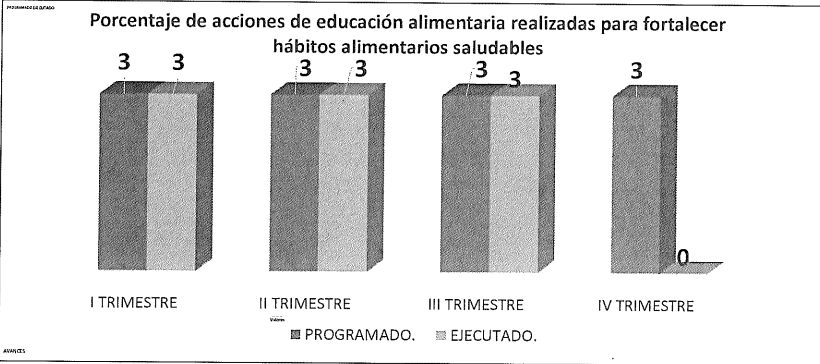 Porcentaje de acciones de educación alimentaria realizadas para fortalecer
hábitos alimentarios saludables
3 3 3 3 3 3 3
0
I TRIMESTRE II TRIMESTRE III TRIMESTRE IV TRIMESTRE
Valores
PROGRAMADO. EJECUTADO.
AVANCES